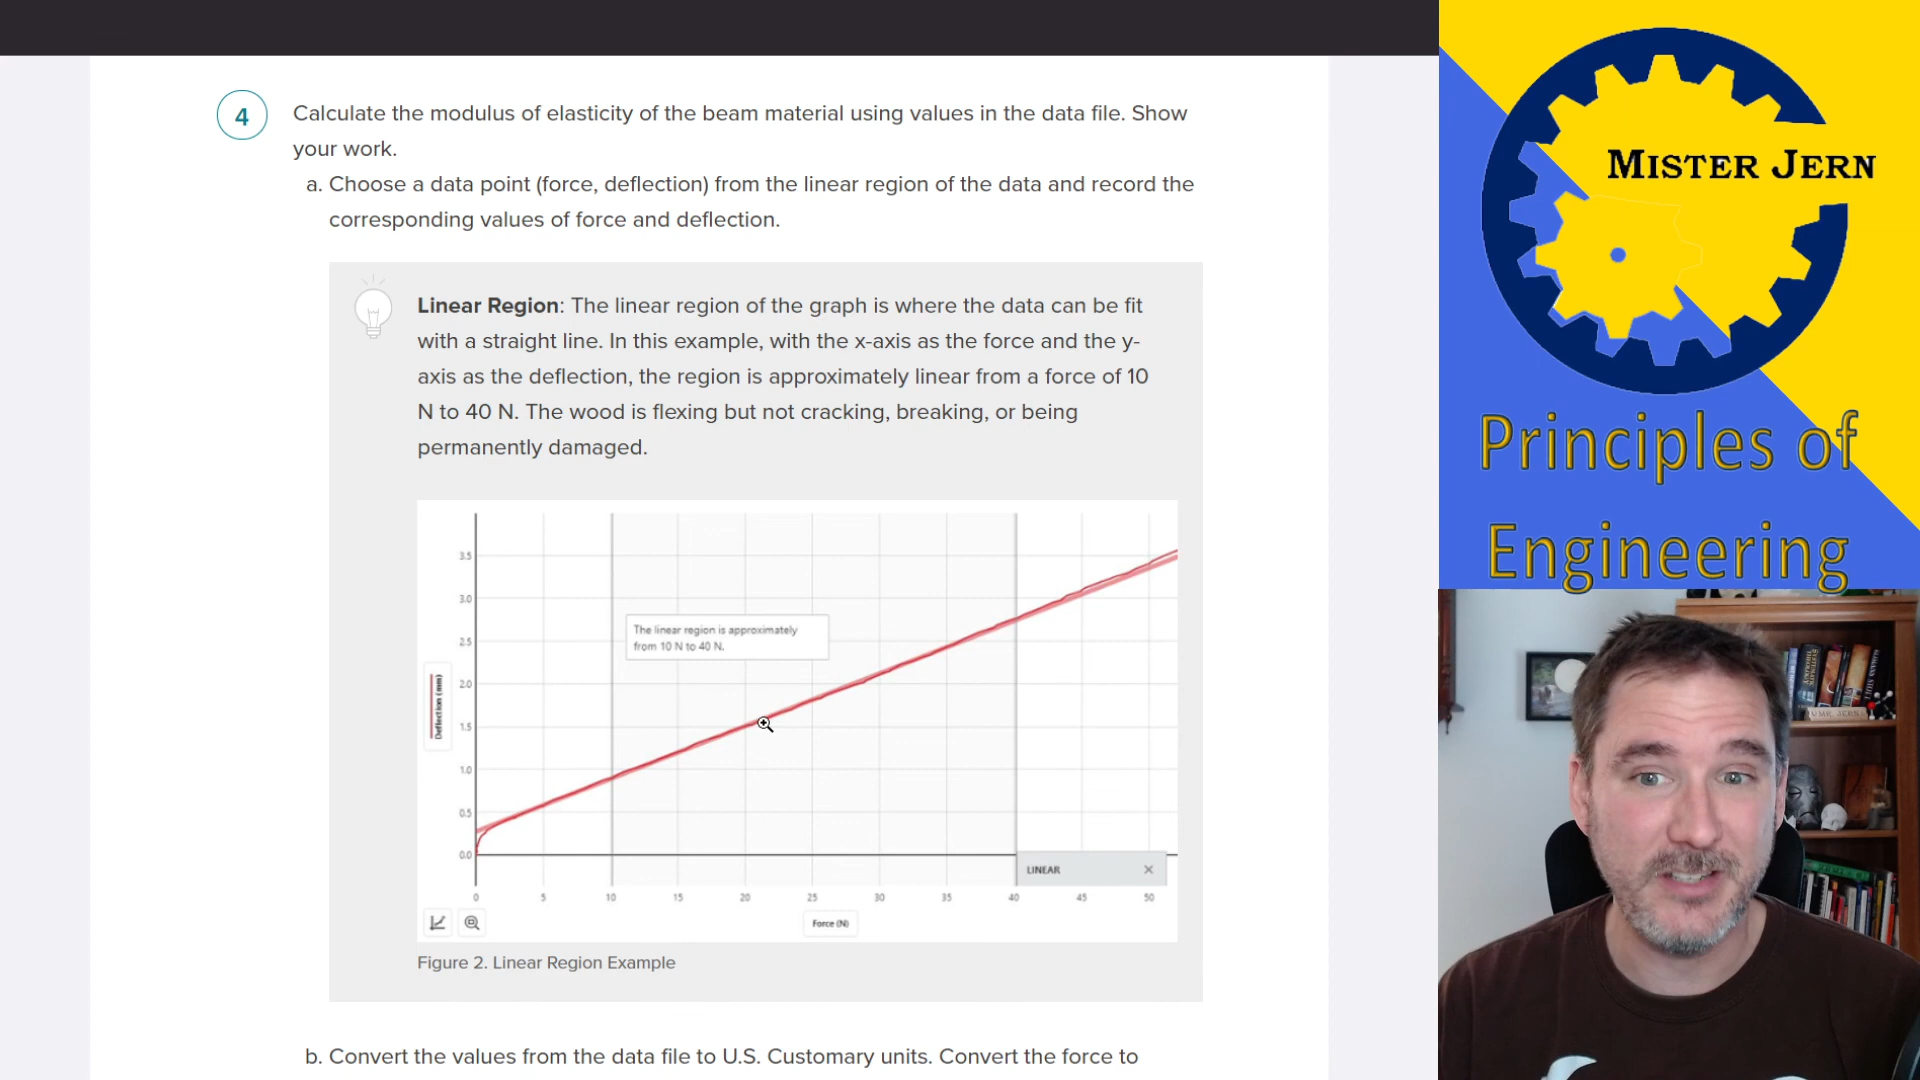 4
Calculate the modulus of elasticity of the beam material using values in the data file. Show
your work.
a. Choose a data point (force, deflection) from the linear region of the data and record the
corresponding values of force and deflection.
Linear Region: The linear region of the graph is where the data can be fit
with a straight line. In this example, with the x-axis as the force and the y-
axis as the deflection, the region is approximately linear from a force of 10
N to 40 N. The wood is flexing but not cracking, breaking, or being
permanently damaged.
3.5
3.0
2.5
2.0
1.5
1.0
0.5
0.0
Deflection (mm)
The linear region is approximately
from 10 N to 40 N.
LINEAR
0 5 10 15 20 25 30 35 40 45 50
Force (N)
Figure 2. Linear Region Example
b. Convert the values from the data file to U.S. Customary units. Convert the force to
Mister Jern
Principles of
Engineering